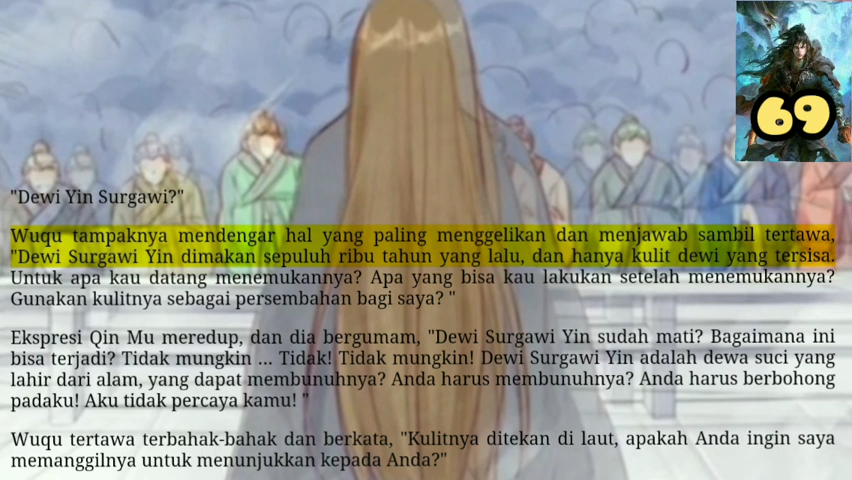 69
"Dewi Yin Surgawi?"
Wuqu tampaknya mendengar hal yang paling menggelikan dan menjawab sambil tertawa,
"Dewi Surgawi Yin dimakan sepuluh ribu tahun yang lalu, dan hanya kulit dewi yang tersisa.
Untuk apa kau datang menemukannya? Apa yang bisa kau lakukan setelah menemukannya?
Gunakan kulitnya sebagai persembahan bagi saya? "
Ekspresi Qin Mu meredup, dan dia bergumam, "Dewi Surgawi Yin sudah mati? Bagaimana ini
bisa terjadi? Tidak mungkin ... Tidak! Tidak mungkin! Dewi Surgawi Yin adalah dewa suci yang
lahir dari alam, yang dapat membunuhnya? Anda harus membunuhnya? Anda harus berbohong
padaku! Aku tidak percaya kamu! "
Wuqu tertawa terbahak-bahak dan berkata, "Kulitnya ditekan di laut, apakah Anda ingin saya
memanggilnya untuk menunjukkan kepada Anda?"